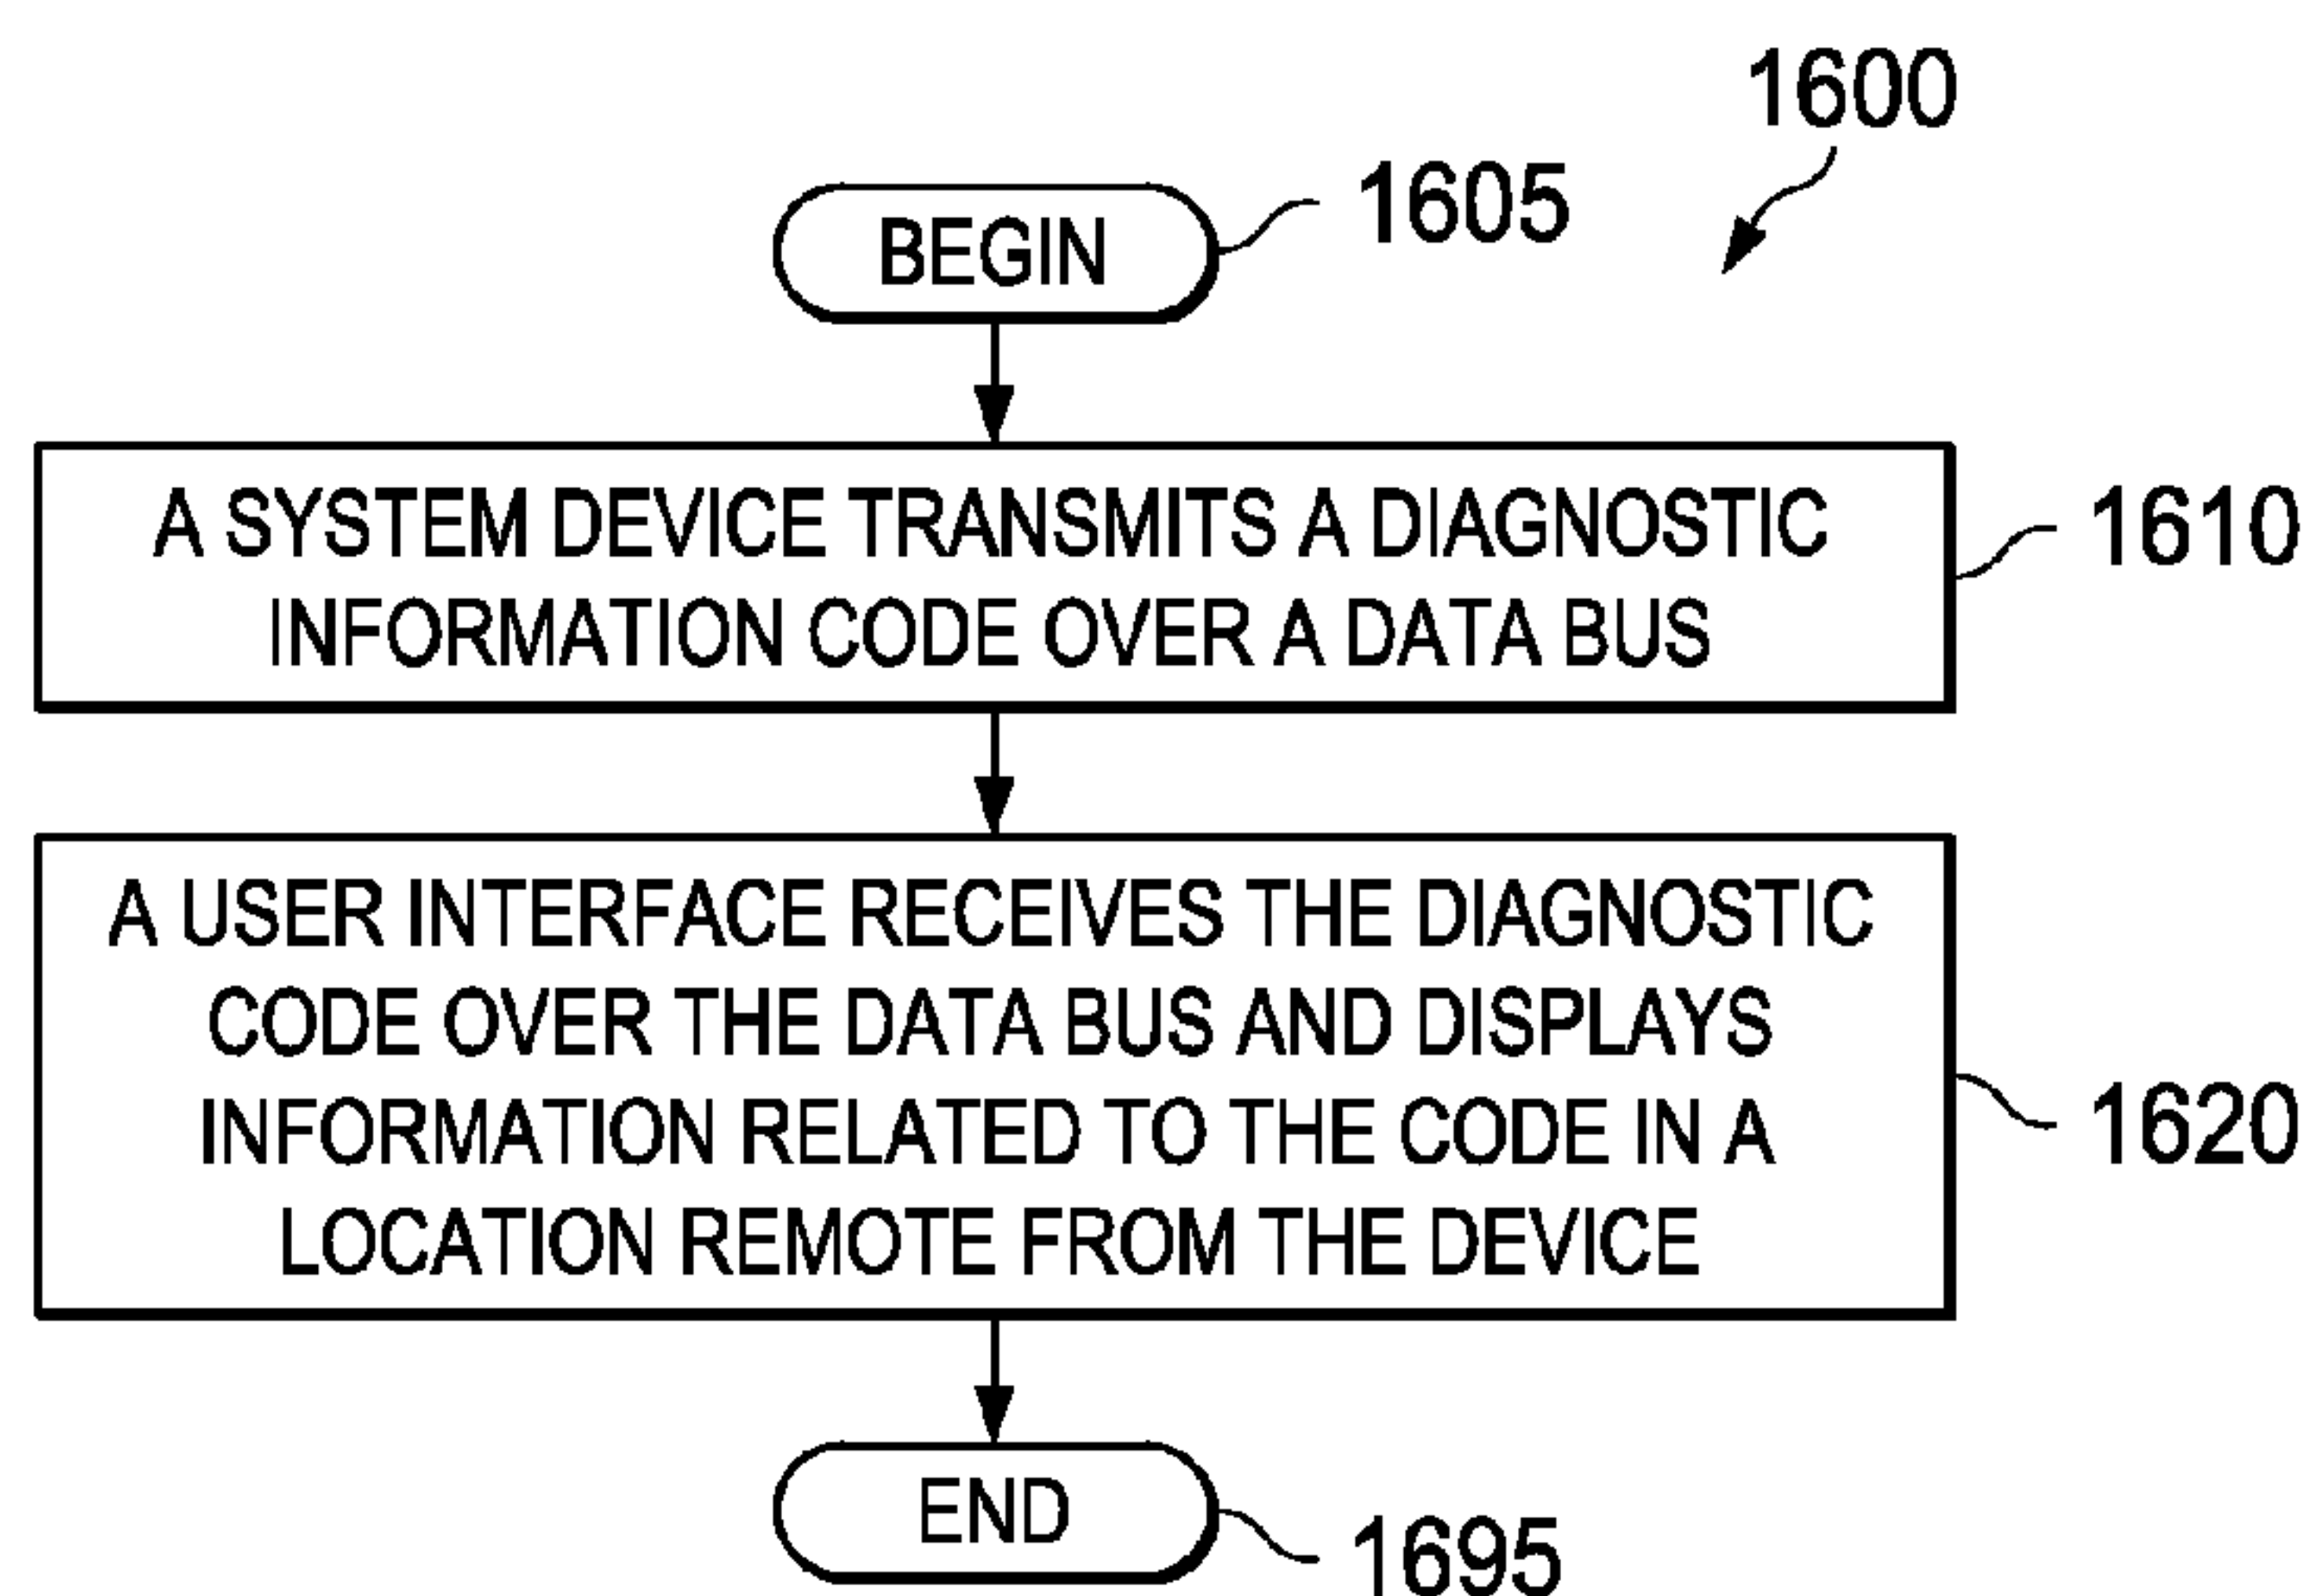 1600
BEGIN
1605
A SYSTEM DEVICE TRANSMITS A DIAGNOSTIC
INFORMATION CODE OVER A DATA BUS
1610
A USER INTERFACE RECEIVES THE DIAGNOSTIC
CODE OVER THE DATA BUS AND DISPLAYS
INFORMATION RELATED TO THE CODE IN A
LOCATION REMOTE FROM THE DEVICE
1620
END
1695